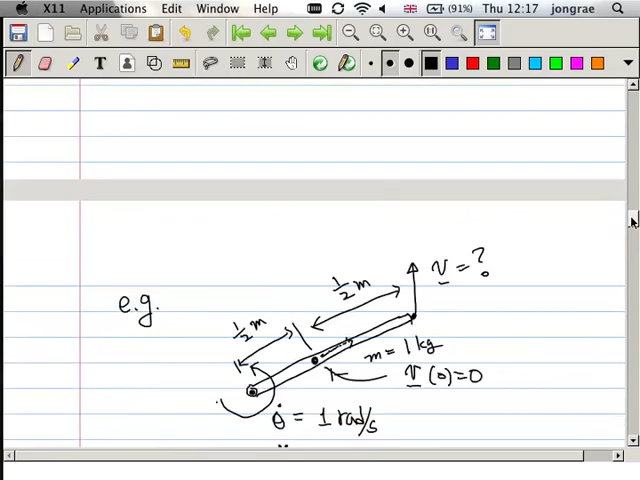 X11 Applications Edit Window Help (91%) Thu 12:17 jongrae
T
e.g.
½ m
½ m
v = ?
m = 1 kg
v (0) = 0
θ̇ = 1 rad/s